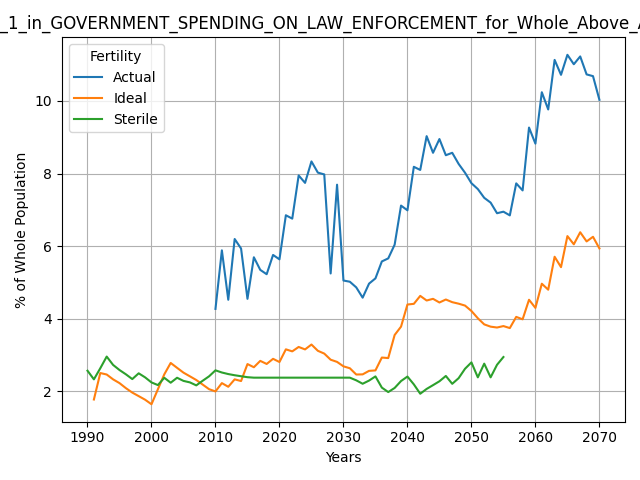 _1_in_GOVERNMENT_SPENDING_ON_LAW_ENFORCEMENT_for_Whole_Above_
Fertility
Actual
Ideal
Sterile
% of Whole Population
10
8
6
4
2
1990 2000 2010 2020 2030 2040 2050 2060 2070
Years